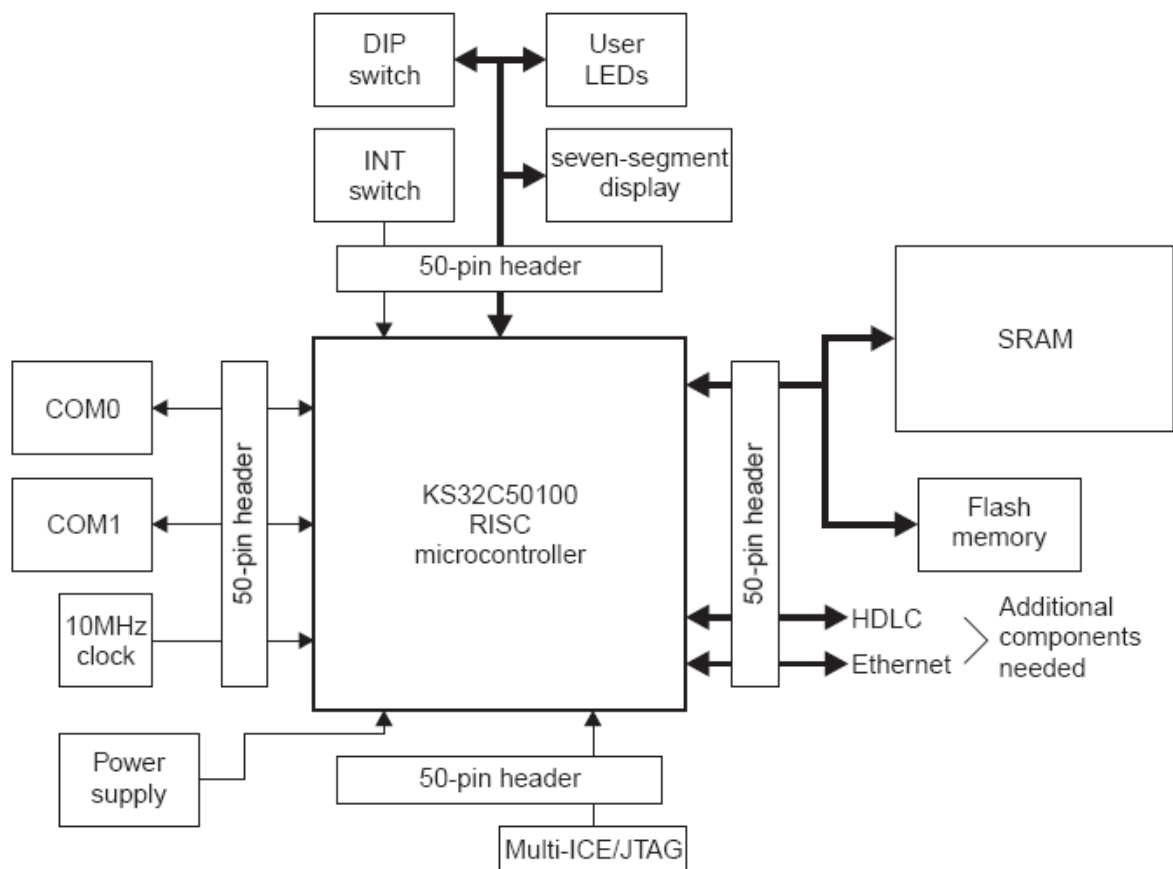 DIP
switch
User
LEDs
INT
switch
seven-segment
display
50-pin header
SRAM
COM0
COM1
10MHz
clock
50-pin header
KS32C50100
RISC
microcontroller
50-pin header
Flash
memory
HDLC
Ethernet
Additional
components
needed
Power
supply
50-pin header
Multi-ICE/JTAG